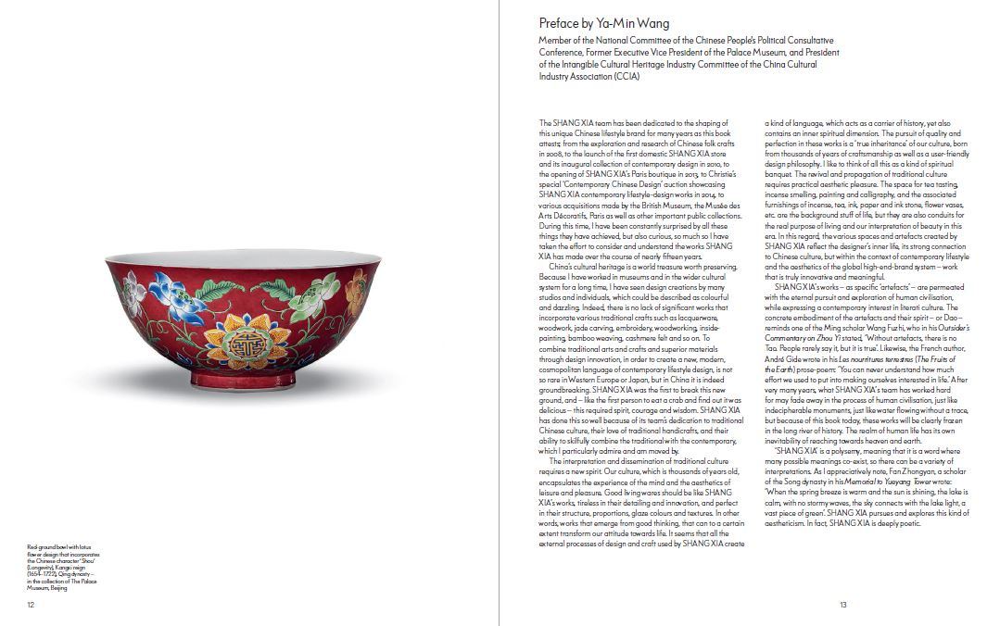 Red-ground bowl with lotus
flower design that incorporates
the Chinese character ‘Shou’
(Longevity), Kangxi reign
(1654–1722), Qing dynasty –
in the collection of The Palace
Museum, Beijing
12
Preface by Ya-Min Wang
Member of the National Committee of the Chinese People's Political Consultative
Conference, Former Executive Vice President of the Palace Museum, and President
of the Intangible Cultural Heritage Industry Committee of the China Cultural
Industry Association (CCIA)
The SHANG XIA team has been dedicated to the shaping of
this unique Chinese lifestyle brand for many years as this book
attests; from the exploration and research of Chinese folk crafts
in 2008, to the launch of the first domestic SHANG XIA store
and its inaugural collection of contemporary design in 2010, to
the opening of SHANG XIA's Paris boutique in 2013, to Christie's
special ‘Contemporary Chinese Design’ auction showcasing
SHANG XIA contemporary lifestyle-design works in 2014, to
various acquisitions made by the British Museum, the Musée des
Arts Décoratifs, Paris as well as other important public collections.
During this time, I have been constantly surprised by all these
things they have achieved, but also curious, so much so I have
taken the effort to consider and understand the works SHANG
XIA has made over the course of nearly fifteen years.
China's cultural heritage is a world treasure worth preserving.
Because I have worked in museums and in the wider cultural
system for a long time, I have seen design creations by many
studios and individuals, which could be described as colourful
and dazzling. Indeed, there is no lack of significant works that
incorporate various traditional crafts such as lacquerware,
woodwork, jade carving, embroidery, woodworking, inside-
painting, bamboo weaving, cashmere felt and so on. To
combine traditional arts and crafts and superior materials
through design innovation, in order to create a new, modern,
cosmopolitan language of contemporary lifestyle design, is not
so rare in Western Europe or Japan, but in China it is indeed
groundbreaking. SHANG XIA was the first to break this new
ground, and – like the first person to eat a crab and find out it was
delicious – this required spirit, courage and wisdom. SHANG XIA
has done this so well because of its team's dedication to traditional
Chinese culture, their love of traditional handicrafts, and their
ability to skilfully combine the traditional with the contemporary,
which I particularly admire and am moved by.
The interpretation and dissemination of traditional culture
requires a new spirit. Our culture, which is thousands of years old,
encapsulates the experience of the mind and the aesthetics of
leisure and pleasure. Good living wares should be like SHANG
XIA's works, tireless in their detailing and innovation, and perfect
in their structure, proportions, glaze colours and textures. In other
words, works that emerge from good thinking, that can to a certain
extent transform our attitude towards life. It seems that all the
external processes of design and craft used by SHANG XIA create
a kind of language, which acts as a carrier of history, yet also
contains an inner spiritual dimension. The pursuit of quality and
perfection in these works is a ‘true inheritance’ of our culture, born
from thousands of years of craftsmanship as well as a user-friendly
design philosophy. I like to think of all this as a kind of spiritual
banquet. The revival and propagation of traditional culture
requires practical aesthetic pleasure. The space for tea tasting,
incense smelling, painting and calligraphy, and the associated
furnishings of incense, tea, ink, paper and ink stone, flower vases,
etc. are the background stuff of life, but they are also conduits for
the real purpose of living and our interpretation of beauty in this
era. In this regard, the various spaces and artefacts created by
SHANG XIA reflect the designer's inner life, its strong connection
to Chinese culture, but within the context of contemporary lifestyle
and the aesthetics of the global high-end-brand system – work
that is truly innovative and meaningful.
SHANG XIA's works – as specific ‘artefacts’ – are permeated
with the eternal pursuit and exploration of human civilisation,
while expressing a contemporary interest in literati culture. The
concrete embodiment of the artefacts and their spirit – or Dao –
reminds one of the Ming scholar Wang Fuzhi, who in his Outsider's
Commentary on Zhou Yi stated, ‘Without artefacts, there is no
Tao. People rarely say it, but it is true’. Likewise, the French author,
André Gide wrote in his Les nourritures terrestres (The Fruits of
the Earth) prose-poem: ‘You can never understand how much
effort we used to put into making ourselves interested in life.’ After
very many years, what SHANG XIA's team has worked hard
for may fade away in the process of human civilisation, just like
indecipherable monuments, just like water flowing without a trace,
but because of this book today, these works will be clearly frozen
in the long river of history. The realm of human life has its own
inevitability of reaching towards heaven and earth.
‘SHANG XIA’ is a polysemy, meaning that it is a word where
many possible meanings co-exist, so there can be a variety of
interpretations. As I appreciatively note, Fan Zhongyan, a scholar
of the Song dynasty in his Memorial to Yueyang Tower wrote:
‘When the spring breeze is warm and the sun is shining, the lake is
calm, with no stormy waves, the sky connects with the lake light, a
vast piece of green’. SHANG XIA pursues and explores this kind of
aestheticism. In fact, SHANG XIA is deeply poetic.
13